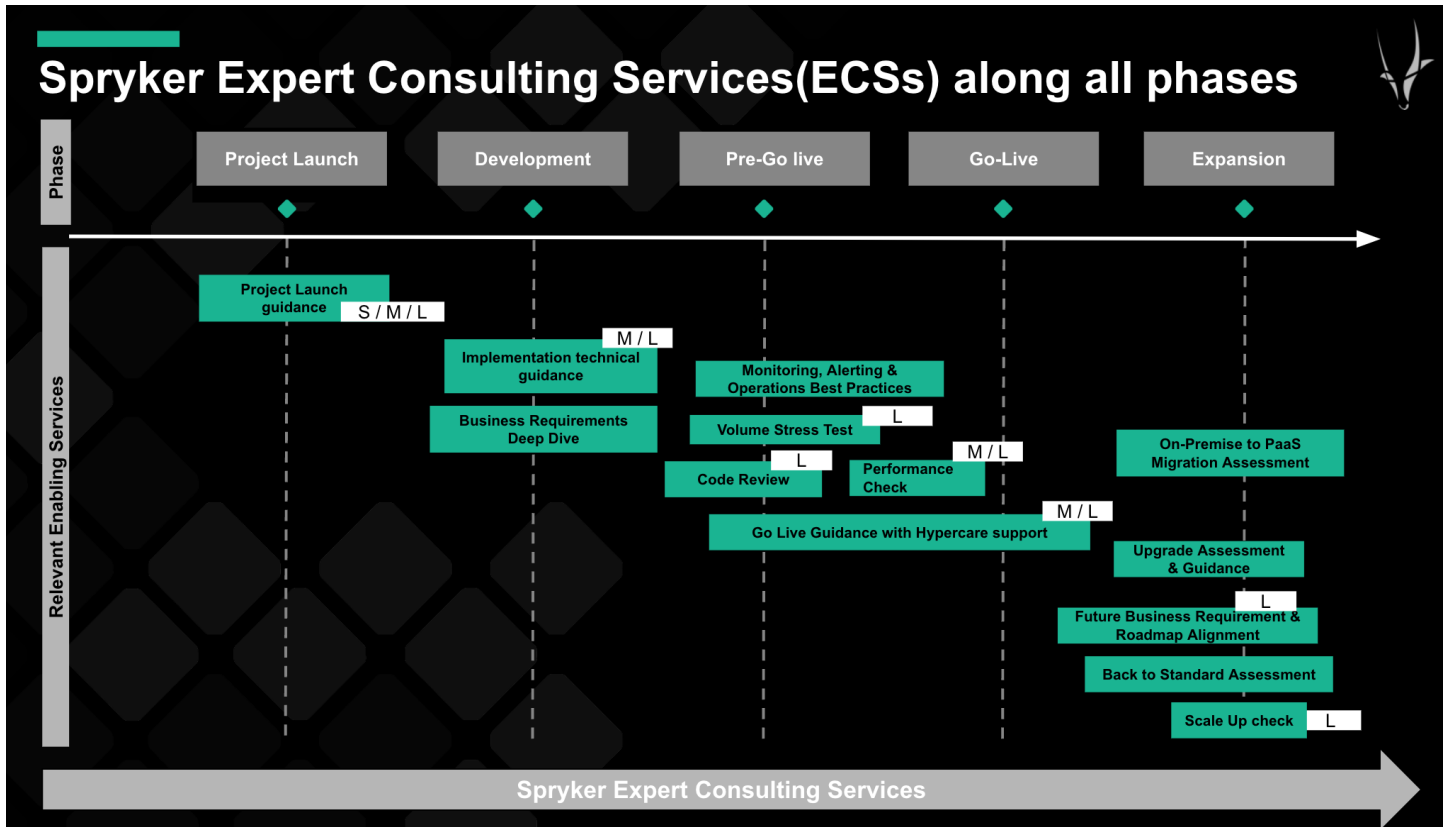 Spryker Expert Consulting Services(ECSs) along all phases
Phase
Project Launch
Development
Pre-Go live
Go-Live
Expansion
Relevant Enabling Services
Project Launch
guidance
S / M / L
M / L
Implementation technical
guidance
Business Requirements
Deep Dive
Monitoring, Alerting &
Operations Best Practices
L
Volume Stress Test
L
Code Review
M / L
Performance
Check
M / L
Go Live Guidance with Hypercare support
On-Premise to PaaS
Migration Assessment
Upgrade Assessment
& Guidance
L
Future Business Requirement &
Roadmap Alignment
Back to Standard Assessment
Scale Up check
L
Spryker Expert Consulting Services